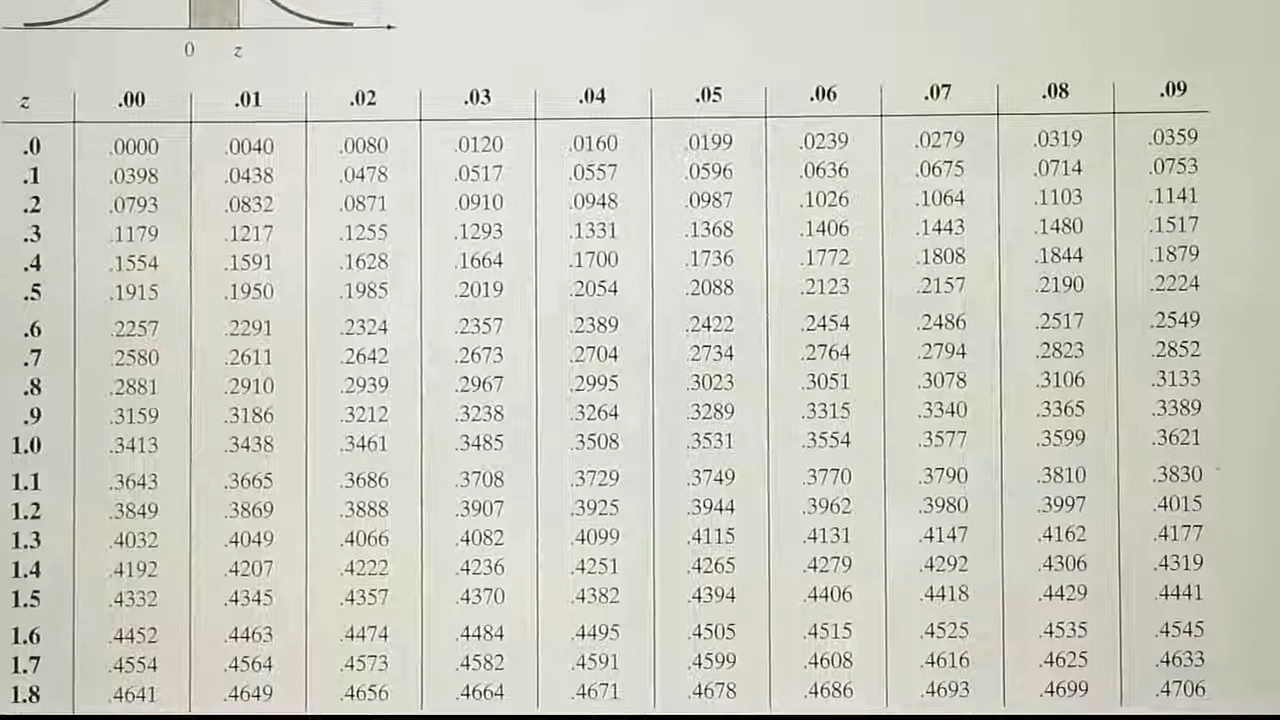 0 z
z .00 .01 .02 .03 .04 .05 .06 .07 .08 .09
.0 .0000 .0040 .0080 .0120 .0160 .0199 .0239 .0279 .0319 .0359
.1 .0398 .0438 .0478 .0517 .0557 .0596 .0636 .0675 .0714 .0753
.2 .0793 .0832 .0871 .0910 .0948 .0987 .1026 .1064 .1103 .1141
.3 .1179 .1217 .1255 .1293 .1331 .1368 .1406 .1443 .1480 .1517
.4 .1554 .1591 .1628 .1664 .1700 .1736 .1772 .1808 .1844 .1879
.5 .1915 .1950 .1985 .2019 .2054 .2088 .2123 .2157 .2190 .2224
.6 .2257 .2291 .2324 .2357 .2389 .2422 .2454 .2486 .2517 .2549
.7 .2580 .2611 .2642 .2673 .2704 .2734 .2764 .2794 .2823 .2852
.8 .2881 .2910 .2939 .2967 .2995 .3023 .3051 .3078 .3106 .3133
.9 .3159 .3186 .3212 .3238 .3264 .3289 .3315 .3340 .3365 .3389
1.0 .3413 .3438 .3461 .3485 .3508 .3531 .3554 .3577 .3599 .3621
1.1 .3643 .3665 .3686 .3708 .3729 .3749 .3770 .3790 .3810 .3830
1.2 .3849 .3869 .3888 .3907 .3925 .3944 .3962 .3980 .3997 .4015
1.3 .4032 .4049 .4066 .4082 .4099 .4115 .4131 .4147 .4162 .4177
1.4 .4192 .4207 .4222 .4236 .4251 .4265 .4279 .4292 .4306 .4319
1.5 .4332 .4345 .4357 .4370 .4382 .4394 .4406 .4418 .4429 .4441
1.6 .4452 .4463 .4474 .4484 .4495 .4505 .4515 .4525 .4535 .4545
1.7 .4554 .4564 .4573 .4582 .4591 .4599 .4608 .4616 .4625 .4633
1.8 .4641 .4649 .4656 .4664 .4671 .4678 .4686 .4693 .4699 .4706